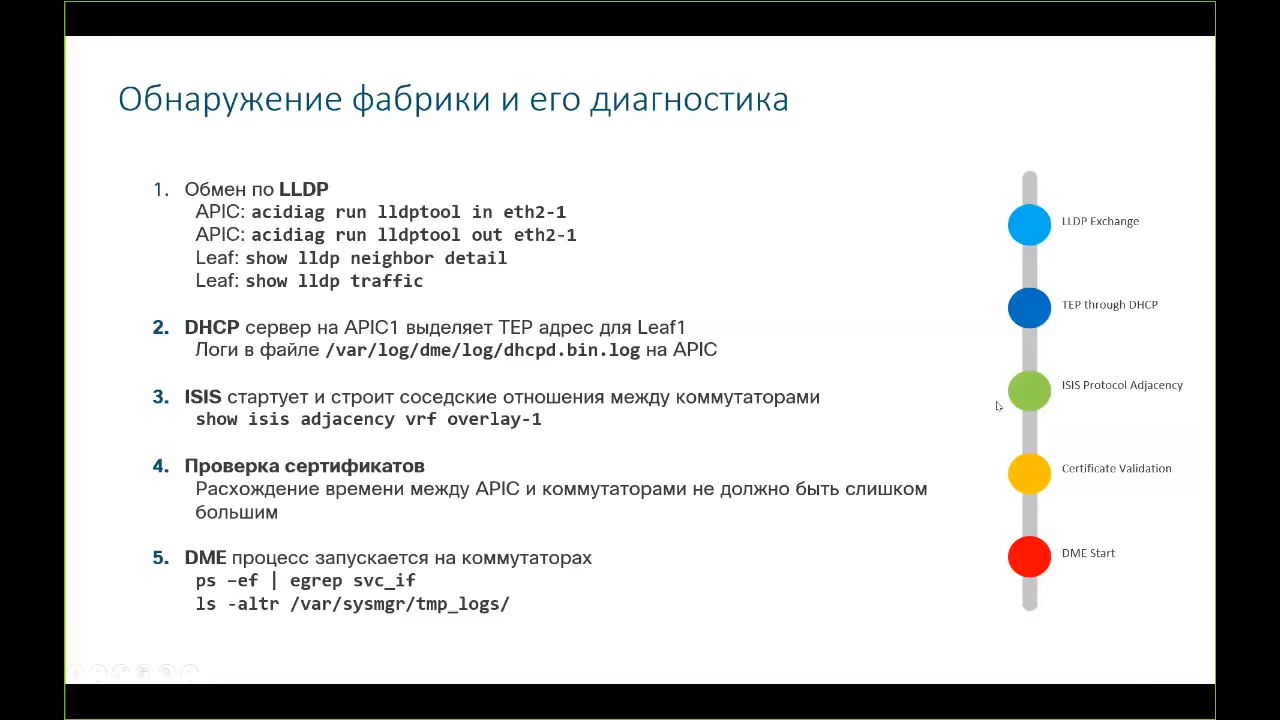 Обнаружение фабрики и его диагностика
1. Обмен по LLDP
APIC: acidiag run lldptool in eth2-1
APIC: acidiag run lldptool out eth2-1
Leaf: show lldp neighbor detail
Leaf: show lldp traffic
2. DHCP сервер на APIC1 выделяет TEP адрес для Leaf1
Логи в файле /var/log/dme/log/dhcpd.bin.log на APIC
3. ISIS стартует и строит соседские отношения между коммутаторами
show isis adjacency vrf overlay-1
4. Проверка сертификатов
Расхождение времени между APIC и коммутаторами не должно быть слишком
большим
5. DME процесс запускается на коммутаторах
ps –ef | egrep svc_if
ls -altr /var/sysmgr/tmp_logs/
LLDP Exchange
TEP through DHCP
ISIS Protocol Adjacency
Certificate Validation
DME Start